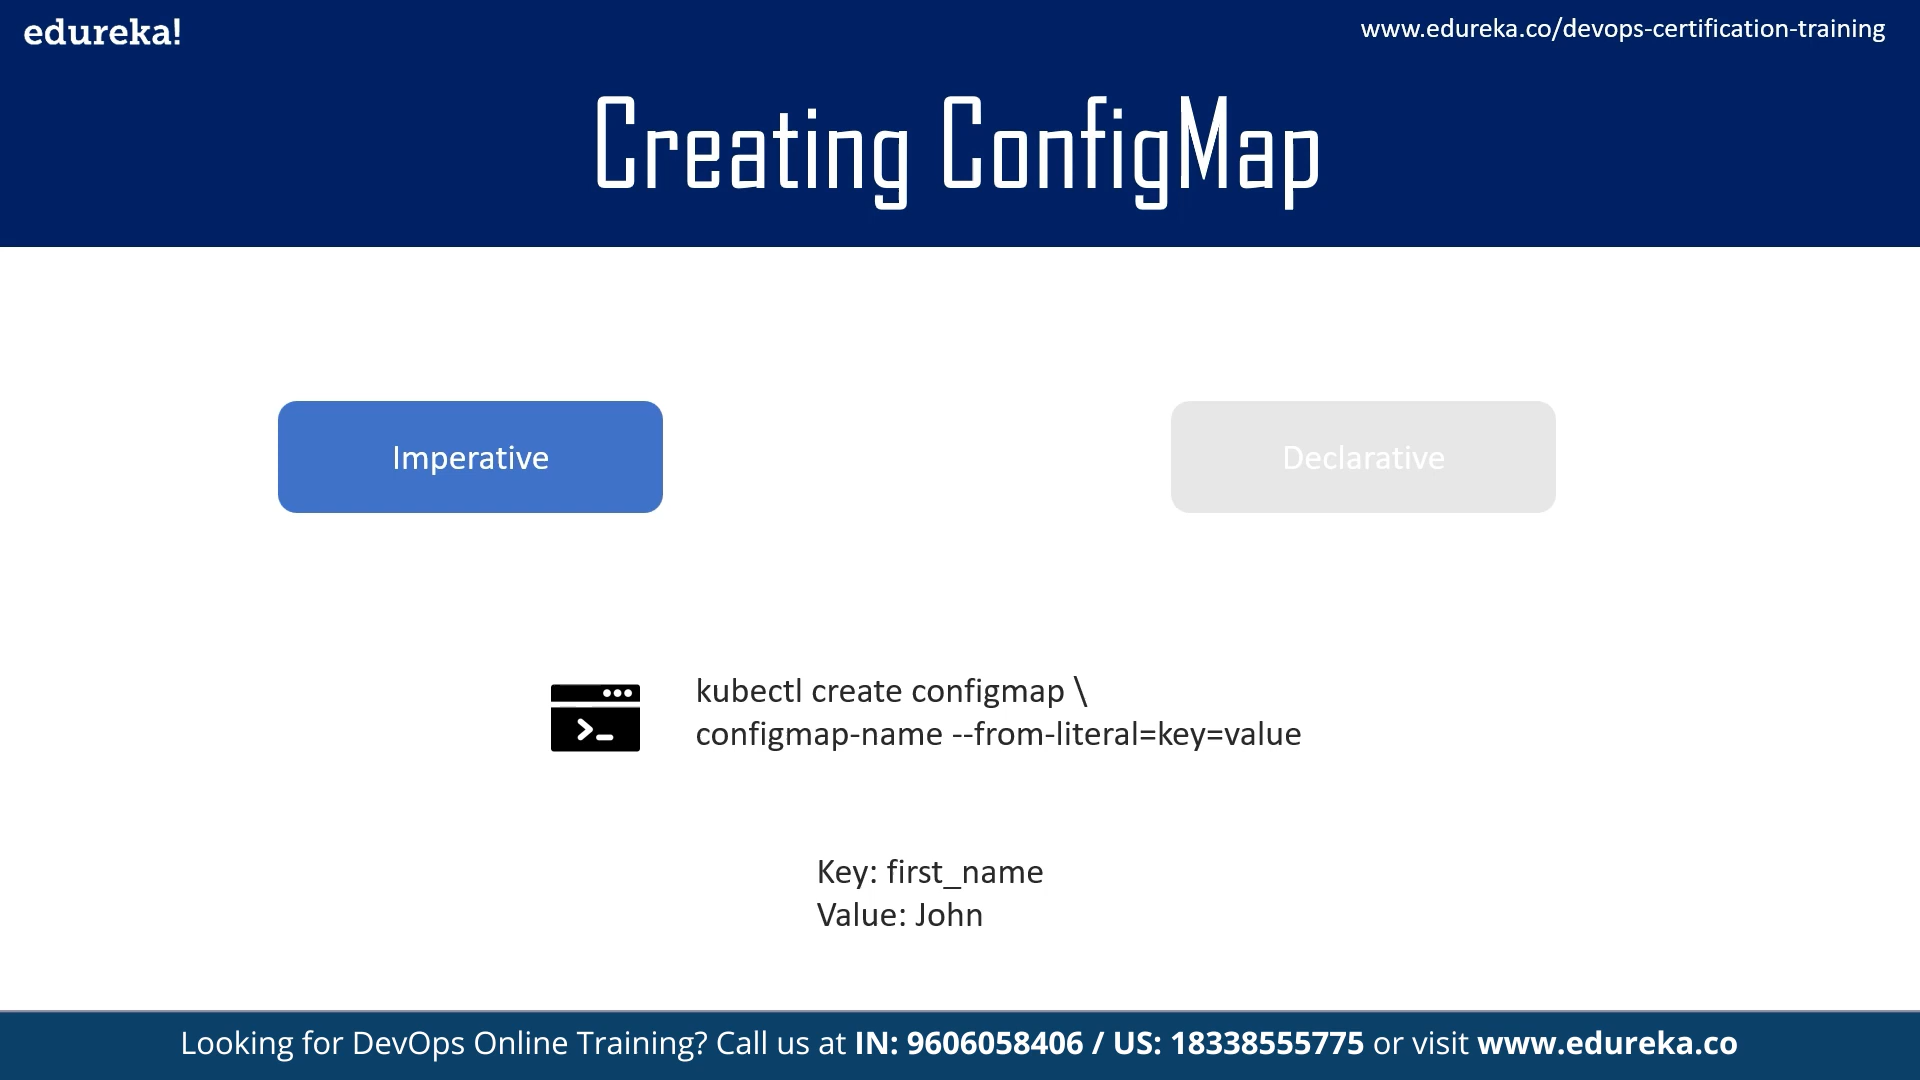 edureka!
www.edureka.co/devops-certification-training
Creating ConfigMap
Imperative
Declarative
kubectl create configmap \
configmap-name --from-literal=key=value
Key: first_name
Value: John
Looking for DevOps Online Training? Call us at IN: 9606058406 / US: 18338555775 or visit www.edureka.co